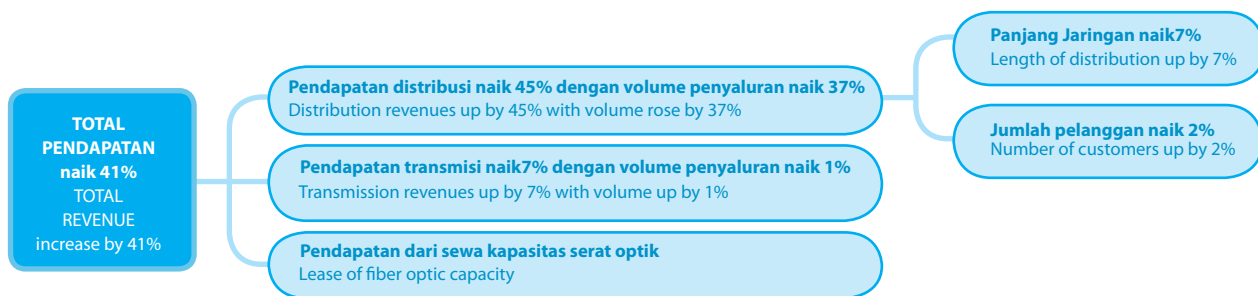 TOTAL
PENDAPATAN
naik 41%
TOTAL
REVENUE
increase by 41%
Pendapatan distribusi naik 45% dengan volume penyaluran naik 37%
Distribution revenues up by 45% with volume rose by 37%
Pendapatan transmisi naik7% dengan volume penyaluran naik 1%
Transmission revenues up by 7% with volume up by 1%
Pendapatan dari sewa kapasitas serat optik
Lease of fiber optic capacity
Panjang Jaringan naik7%
Length of distribution up by 7%
Jumlah pelanggan naik 2%
Number of customers up by 2%